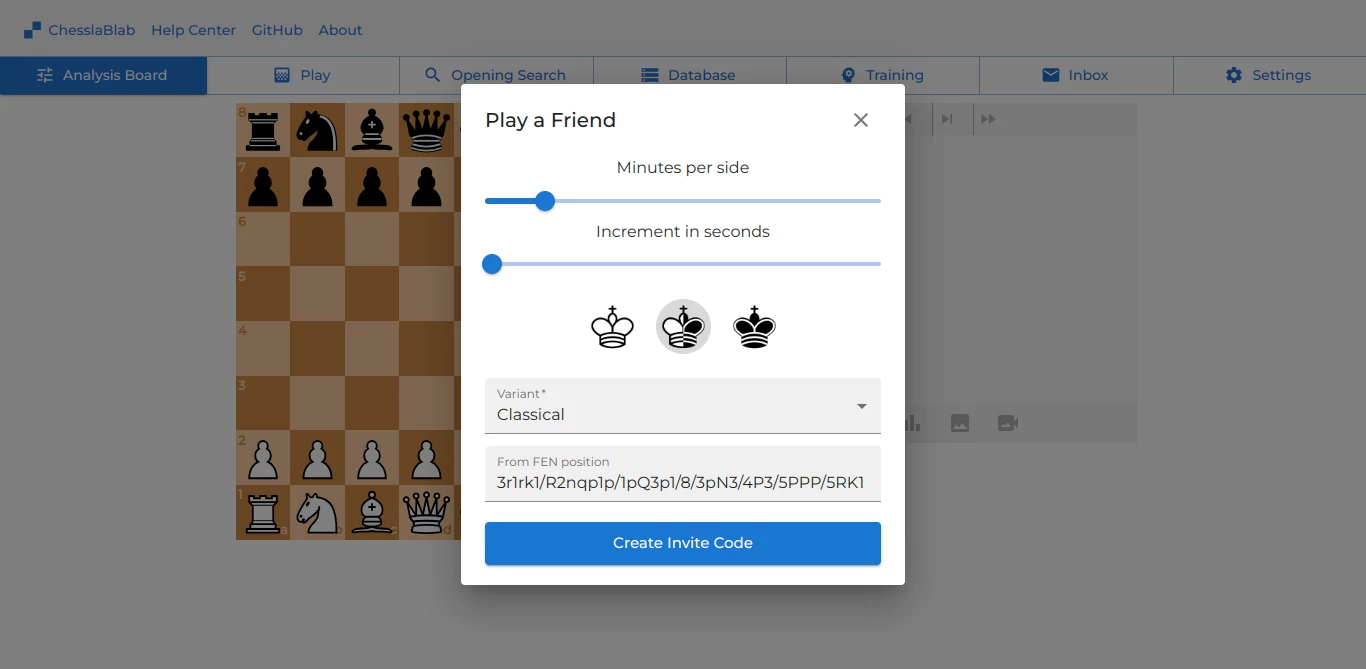 ChesslaBlab Help Center GitHub About
Analysis Board Play Opening Search Database Training Inbox Settings
Play a Friend
Minutes per side
Increment in seconds
Variant*
Classical
From FEN position
3r1rk1/R2nqp1p/1pQ3p1/8/3pN3/4P3/5PPP/5RK1
Create Invite Code
8
7
6
5
4
3
2
1
a
b
c
d